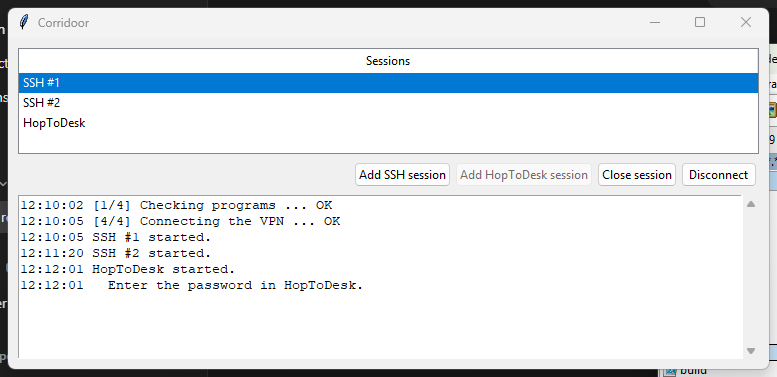 Corridoor
Sessions
SSH #1
SSH #2
HopToDesk
Add SSH session Add HopToDesk session Close session Disconnect
12:10:02 [1/4] Checking programs ... OK
12:10:05 [4/4] Connecting the VPN ... OK
12:10:05 SSH #1 started.
12:11:20 SSH #2 started.
12:12:01 HopToDesk started.
12:12:01   Enter the password in HopToDesk.
build